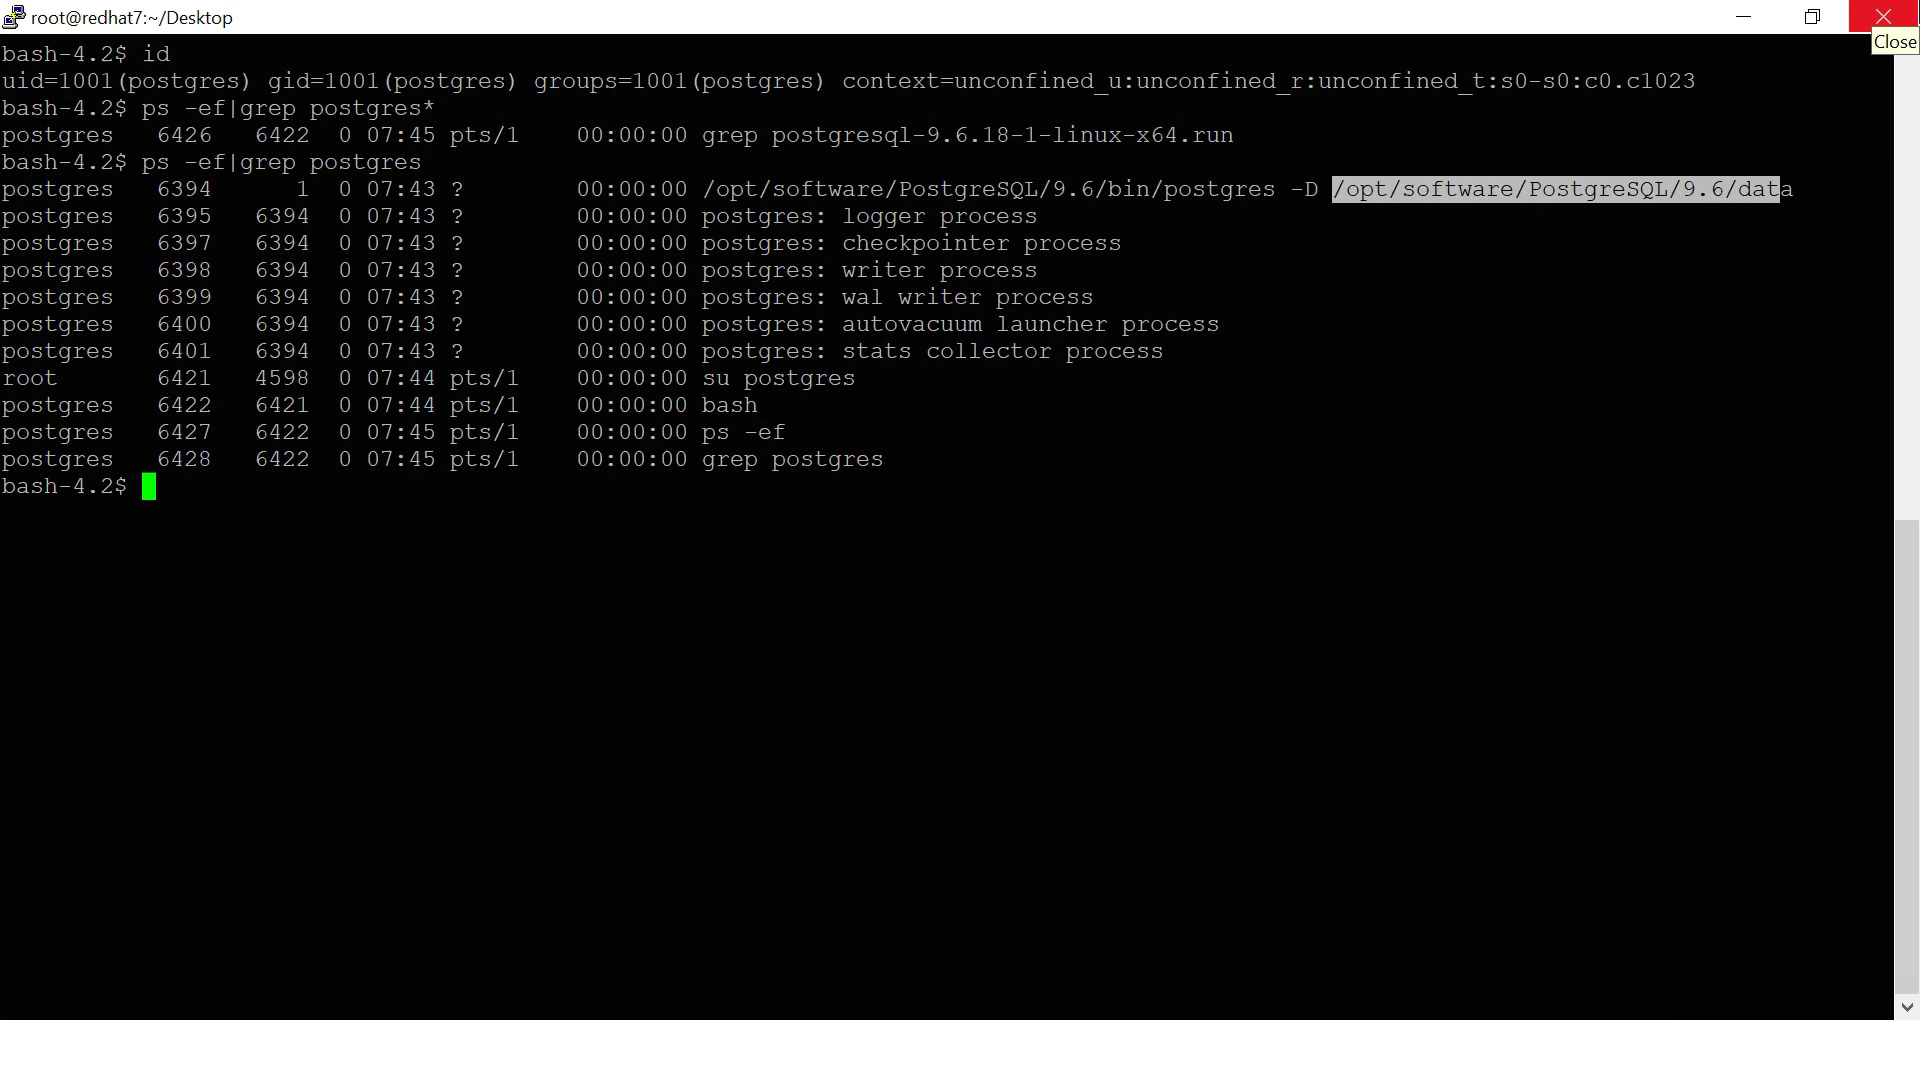 root@redhat7:~/Desktop
Close
bash-4.2$ id
uid=1001(postgres) gid=1001(postgres) groups=1001(postgres) context=unconfined_u:unconfined_r:unconfined_t:s0-s0:c0.c1023
bash-4.2$ ps -ef|grep postgres*
postgres   6426   6422  0 07:45 pts/1    00:00:00 grep postgresql-9.6.18-1-linux-x64.run
bash-4.2$ ps -ef|grep postgres
postgres   6394      1  0 07:43 ?        00:00:00 /opt/software/PostgreSQL/9.6/bin/postgres -D /opt/software/PostgreSQL/9.6/data
postgres   6395   6394  0 07:43 ?        00:00:00 postgres: logger process
postgres   6397   6394  0 07:43 ?        00:00:00 postgres: checkpointer process
postgres   6398   6394  0 07:43 ?        00:00:00 postgres: writer process
postgres   6399   6394  0 07:43 ?        00:00:00 postgres: wal writer process
postgres   6400   6394  0 07:43 ?        00:00:00 postgres: autovacuum launcher process
postgres   6401   6394  0 07:43 ?        00:00:00 postgres: stats collector process
root       6421   4598  0 07:44 pts/1    00:00:00 su postgres
postgres   6422   6421  0 07:44 pts/1    00:00:00 bash
postgres   6427   6422  0 07:45 pts/1    00:00:00 ps -ef
postgres   6428   6422  0 07:45 pts/1    00:00:00 grep postgres
bash-4.2$